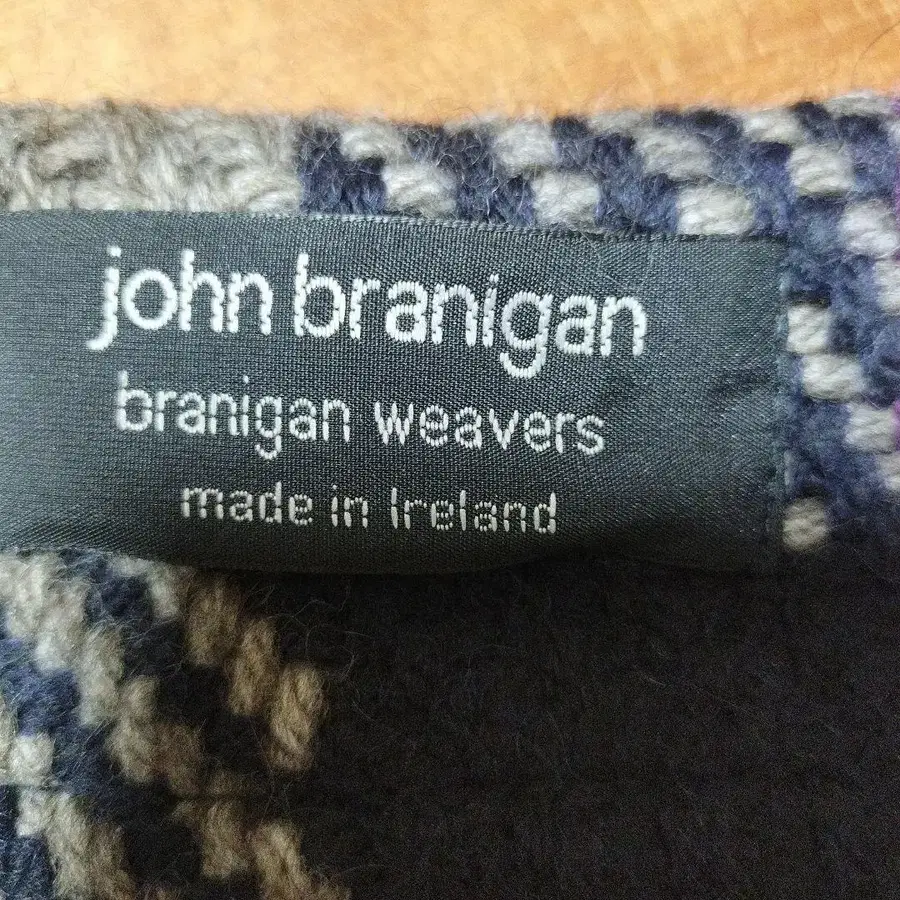 john branigan
branigan weavers
made in Ireland